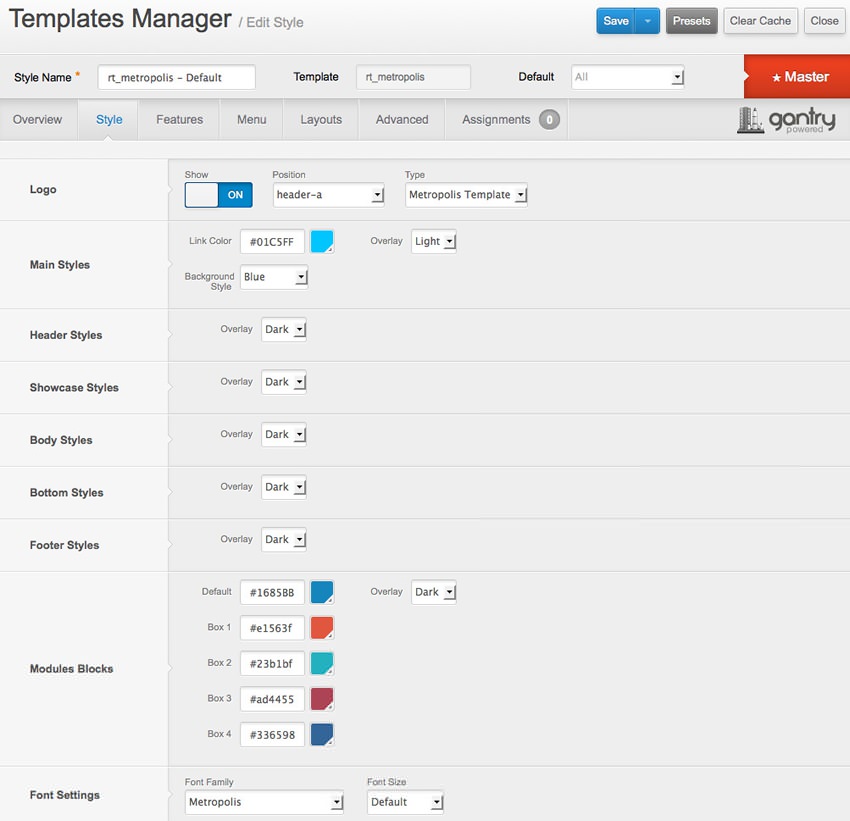 Templates Manager / Edit Style
Save
Presets
Clear Cache
Close
Style Name * rt_metropolis - Default
Template rt_metropolis
Default All
★ Master
Overview
Style
Features
Menu
Layouts
Advanced
Assignments 0
gantry
powered
Logo
Show
ON
Position
header-a
Type
Metropolis Template
Main Styles
Link Color #01C5FF
Overlay Light
Background
Style
Blue
Header Styles
Overlay Dark
Showcase Styles
Overlay Dark
Body Styles
Overlay Dark
Bottom Styles
Overlay Dark
Footer Styles
Overlay Dark
Modules Blocks
Default #1685BB
Overlay Dark
Box 1 #e1563f
Box 2 #23b1bf
Box 3 #ad4455
Box 4 #336598
Font Settings
Font Family
Metropolis
Font Size
Default